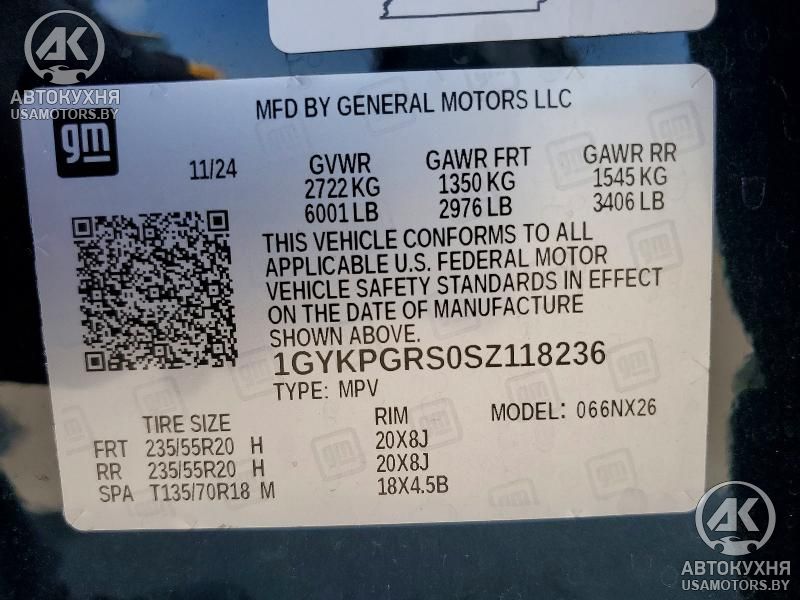 AK
АВТОКУХНЯ
USAMOTORS.BY
gm
MFD BY GENERAL MOTORS LLC
11/24
GVWR
2722 KG
6001 LB
GAWR FRT
1350 KG
2976 LB
GAWR RR
1545 KG
3406 LB
THIS VEHICLE CONFORMS TO ALL
APPLICABLE U.S. FEDERAL MOTOR
VEHICLE SAFETY STANDARDS IN EFFECT
ON THE DATE OF MANUFACTURE
SHOWN ABOVE.
1GYKPGRS0SZ118236
TYPE: MPV
MODEL: 066NX26
TIRE SIZE
RIM
FRT 235/55R20 H 20X8J
RR 235/55R20 H 20X8J
SPA T135/70R18 M 18X4.5B
AK
АВТОКУХНЯ
USAMOTORS.BY